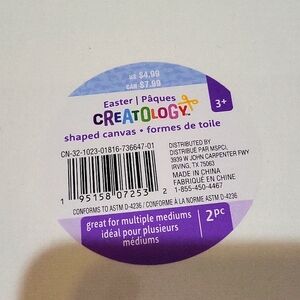 US $4.99
CAN $7.99
Easter | Pâques
CREATOLOGY
3+
shaped canvas • formes de toile
CN-32-1023-01816-736647-01
DISTRIBUTED BY
DISTRIBUÉ PAR MSPCI,
3939 W JOHN CARPENTER FWY
IRVING, TX 75063
MADE IN CHINA
FABRIQUÉ EN CHINE
1-855-450-4467
1 95158 07253 2
CONFORMS TO ASTM D-4236 / CONFORME À LA NORME ASTM D-4236
great for multiple mediums
idéal pour plusieurs
médiums
2pc